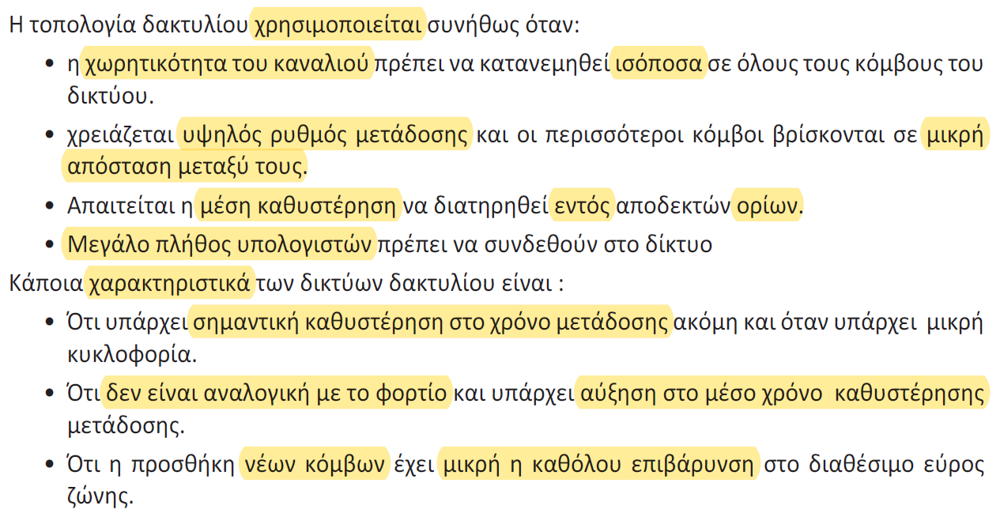 Η τοπολογία δακτυλίου χρησιμοποιείται συνήθως όταν:
• η χωρητικότητα του καναλιού πρέπει να κατανεμηθεί ισόποσα σε όλους τους κόμβους του
δικτύου.
• χρειάζεται υψηλός ρυθμός μετάδοσης και οι περισσότεροι κόμβοι βρίσκονται σε μικρή
απόσταση μεταξύ τους.
• Απαιτείται η μέση καθυστέρηση να διατηρηθεί εντός αποδεκτών ορίων.
• Μεγάλο πλήθος υπολογιστών πρέπει να συνδεθούν στο δίκτυο
Κάποια χαρακτηριστικά των δικτύων δακτυλίου είναι :
• Ότι υπάρχει σημαντική καθυστέρηση στο χρόνο μετάδοσης ακόμη και όταν υπάρχει μικρή
κυκλοφορία.
• Ότι δεν είναι αναλογική με το φορτίο και υπάρχει αύξηση στο μέσο χρόνο καθυστέρησης
μετάδοσης.
• Ότι η προσθήκη νέων κόμβων έχει μικρή η καθόλου επιβάρυνση στο διαθέσιμο εύρος
ζώνης.